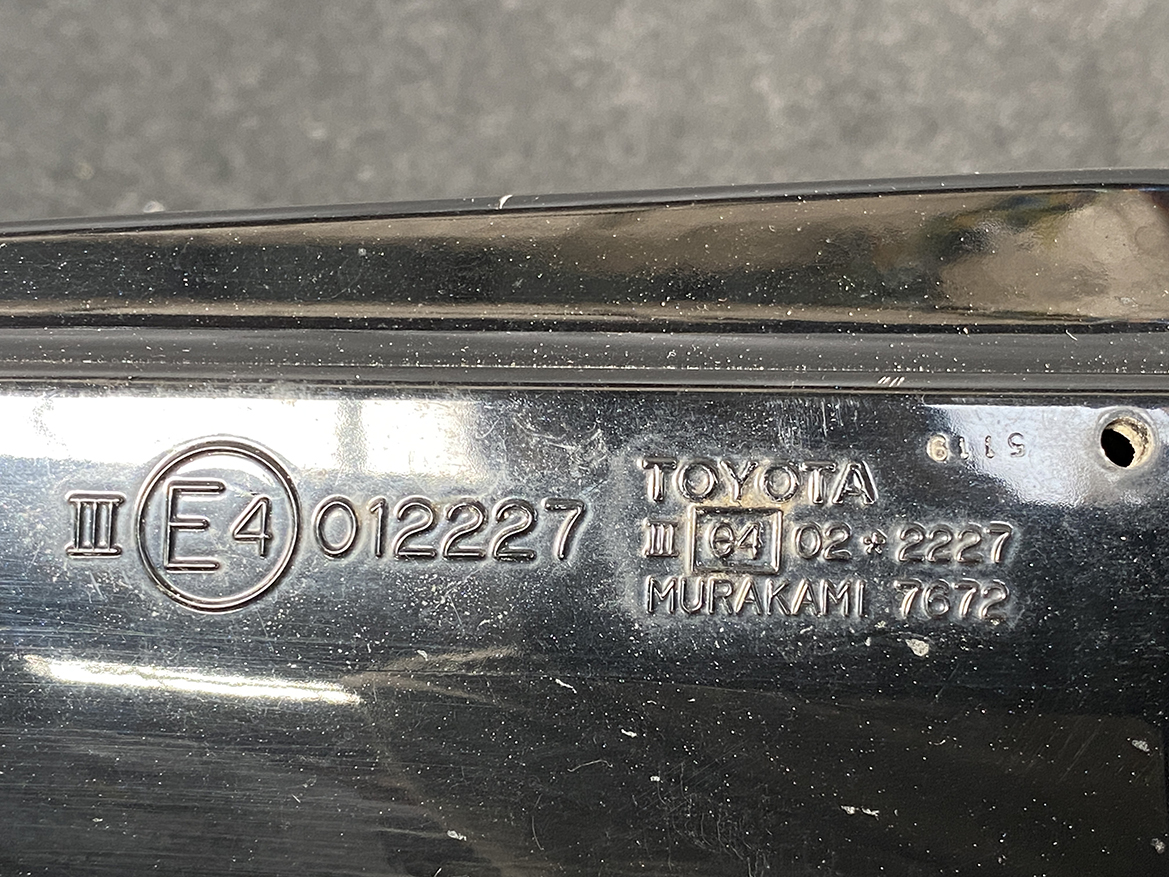 III E4 012227
TOYOTA
III e4 02*2227
MURAKAMI 7672